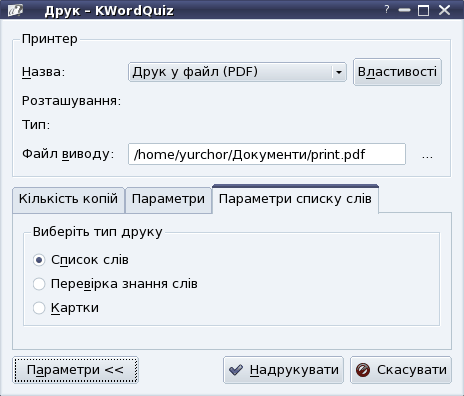 Друк – KWordQuiz
Принтер
Назва: Друк у файл (PDF) Властивості
Розташування:
Тип:
Файл виводу: /home/yurchor/Документи/print.pdf ...
Кількість копій Параметри Параметри списку слів
Виберіть тип друку
Список слів
Перевірка знання слів
Картки
Параметри << Надрукувати Скасувати